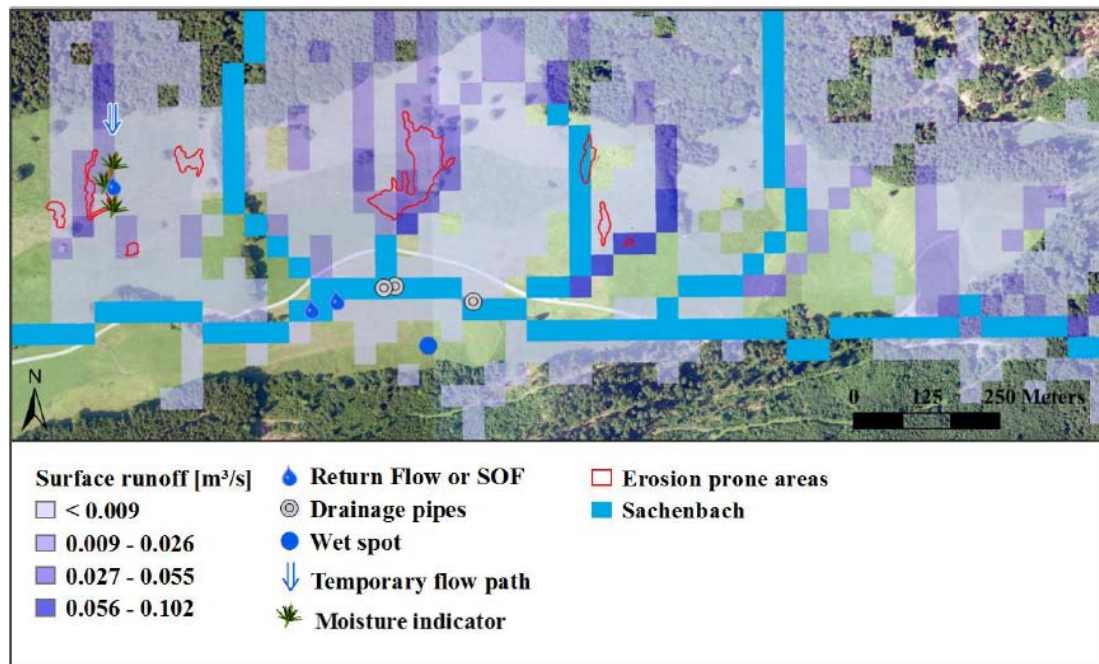 N
0 125 250 Meters
Surface runoff [m³/s]
< 0.009
0.009 - 0.026
0.027 - 0.055
0.056 - 0.102
Return Flow or SOF
Drainage pipes
Wet spot
Temporary flow path
Moisture indicator
Erosion prone areas
Sachenbach